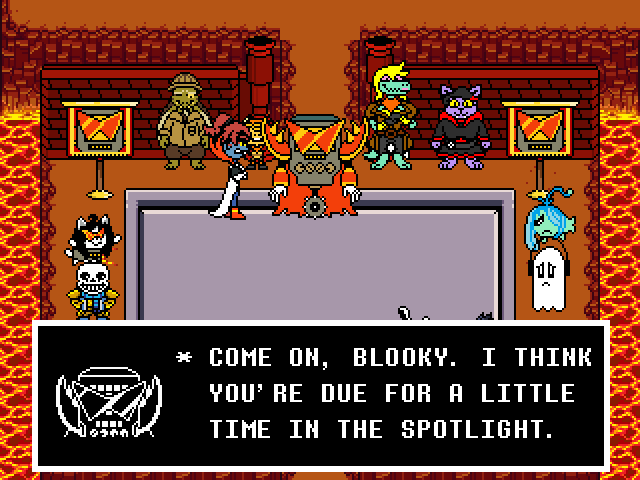 * COME ON, BLOOKY. I THINK
YOU'RE DUE FOR A LITTLE
TIME IN THE SPOTLIGHT.